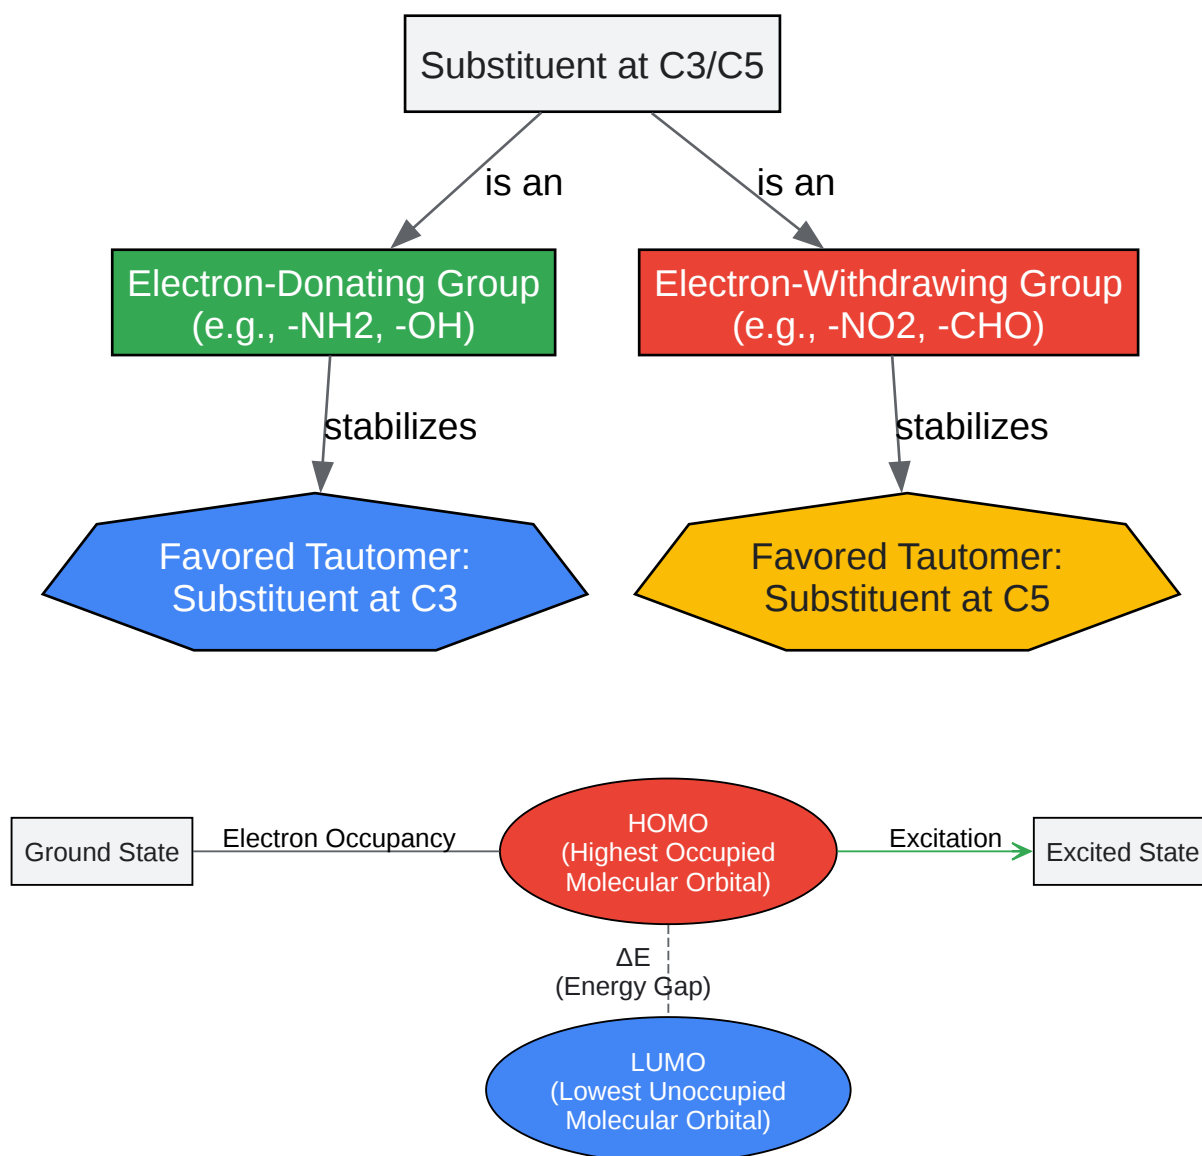 Substituent at C3/C5
is an
is an
Electron-Donating Group
(e.g., -NH2, -OH)
Electron-Withdrawing Group
(e.g., -NO2, -CHO)
stabilizes
stabilizes
Favored Tautomer:
Substituent at C3
Favored Tautomer:
Substituent at C5
Ground State
Electron Occupancy
HOMO
(Highest Occupied
Molecular Orbital)
Excitation
Excited State
ΔE
(Energy Gap)
LUMO
(Lowest Unoccupied
Molecular Orbital)